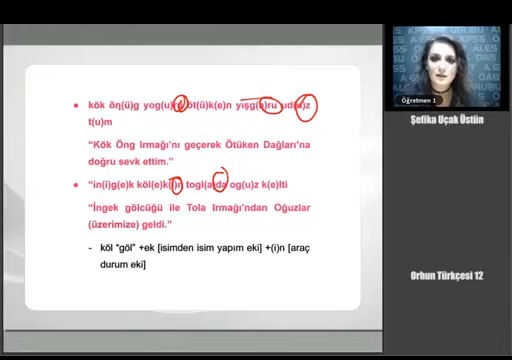 kök öñ(ü)g yog(u)ru öt(ü)k(e)n yışg(a)ru ud(u)z
t(u)m
"Kök Öng Irmağı'nı geçerek Ötüken Dağları'na
doğru sevk ettim."
"in(i)g(e)k köl(e)k(i)n togl(a)da og(u)z k(e)lti
"İngek gölcüğü ile Tola Irmağı'ndan Oğuzlar
(üzerimize) geldi."
- köl "göl" +ek [isimden isim yapım eki] +(i)n [araç
durum eki]
Öğretmen 1
Şefika Uçak Üstün
Orhun Türkçesi 12